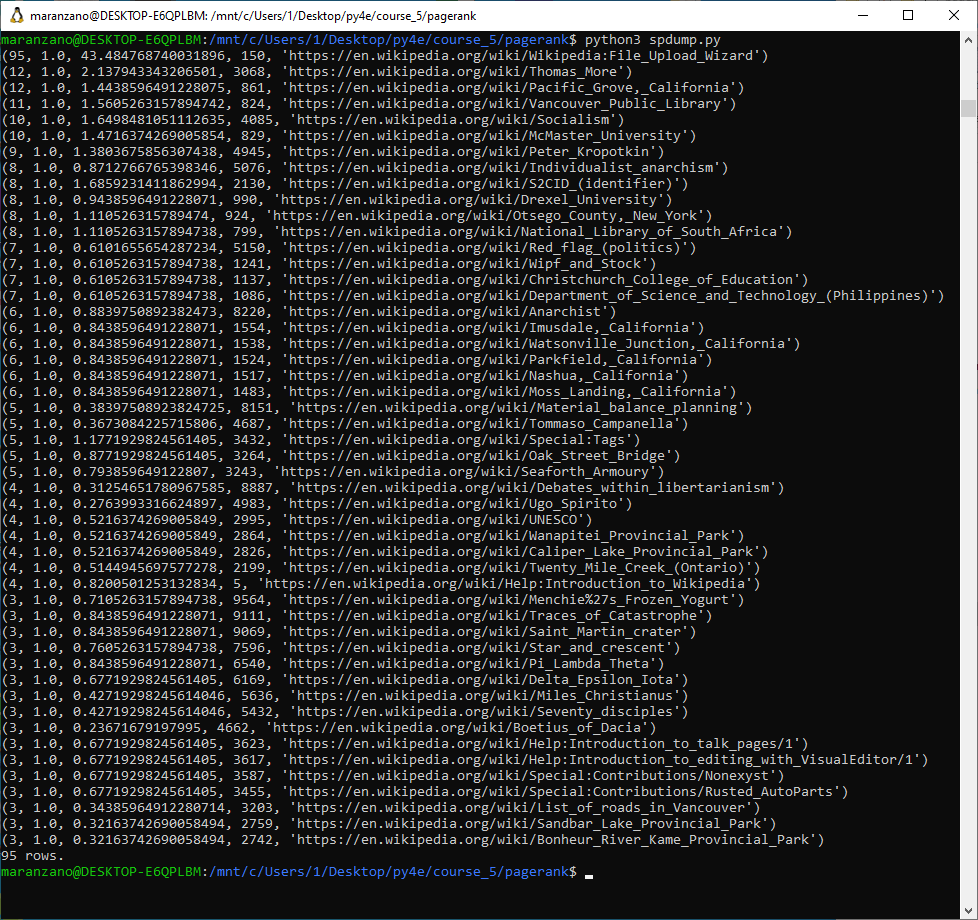 maranzano@DESKTOP-E6QPLBM: /mnt/c/Users/1/Desktop/py4e/course_5/pagerank
maranzano@DESKTOP-E6QPLBM:/mnt/c/Users/1/Desktop/py4e/course_5/pagerank$ python3 spdump.py
(95, 1.0, 43.484768740031896, 150, 'https://en.wikipedia.org/wiki/Wikipedia:File_Upload_Wizard')
(12, 1.0, 2.137943343206501, 3068, 'https://en.wikipedia.org/wiki/Thomas_More')
(12, 1.0, 1.4438596491228075, 861, 'https://en.wikipedia.org/wiki/Pacific_Grove,_California')
(11, 1.0, 1.5605263157894742, 824, 'https://en.wikipedia.org/wiki/Vancouver_Public_Library')
(10, 1.0, 1.6498481051112635, 4085, 'https://en.wikipedia.org/wiki/Socialism')
(10, 1.0, 1.4716374269005854, 829, 'https://en.wikipedia.org/wiki/McMaster_University')
(9, 1.0, 1.3803675856307438, 4945, 'https://en.wikipedia.org/wiki/Peter_Kropotkin')
(8, 1.0, 0.8712766765398346, 5076, 'https://en.wikipedia.org/wiki/Individualist_anarchism')
(8, 1.0, 1.6859231411862994, 2130, 'https://en.wikipedia.org/wiki/S2CID_(identifier)')
(8, 1.0, 0.9438596491228071, 990, 'https://en.wikipedia.org/wiki/Drexel_University')
(8, 1.0, 1.110526315789474, 924, 'https://en.wikipedia.org/wiki/Otsego_County,_New_York')
(8, 1.0, 1.1105263157894738, 799, 'https://en.wikipedia.org/wiki/National_Library_of_South_Africa')
(7, 1.0, 0.6101655654287234, 5150, 'https://en.wikipedia.org/wiki/Red_flag_(politics)')
(7, 1.0, 0.6105263157894738, 1241, 'https://en.wikipedia.org/wiki/Wipf_and_Stock')
(7, 1.0, 0.6105263157894738, 1137, 'https://en.wikipedia.org/wiki/Christchurch_College_of_Education')
(7, 1.0, 0.6105263157894738, 1086, 'https://en.wikipedia.org/wiki/Department_of_Science_and_Technology_(Philippines)')
(6, 1.0, 0.8839750892382473, 8220, 'https://en.wikipedia.org/wiki/Anarchist')
(6, 1.0, 0.8438596491228071, 1554, 'https://en.wikipedia.org/wiki/Imusdale,_California')
(6, 1.0, 0.8438596491228071, 1538, 'https://en.wikipedia.org/wiki/Watsonville_Junction,_California')
(6, 1.0, 0.8438596491228071, 1524, 'https://en.wikipedia.org/wiki/Parkfield,_California')
(6, 1.0, 0.8438596491228071, 1517, 'https://en.wikipedia.org/wiki/Nashua,_California')
(6, 1.0, 0.8438596491228071, 1483, 'https://en.wikipedia.org/wiki/Moss_Landing,_California')
(5, 1.0, 0.38397508923824725, 8151, 'https://en.wikipedia.org/wiki/Material_balance_planning')
(5, 1.0, 0.3673084225715806, 4687, 'https://en.wikipedia.org/wiki/Tommaso_Campanella')
(5, 1.0, 1.1771929824561405, 3432, 'https://en.wikipedia.org/wiki/Special:Tags')
(5, 1.0, 0.8771929824561405, 3264, 'https://en.wikipedia.org/wiki/Oak_Street_Bridge')
(5, 1.0, 0.793859649122807, 3243, 'https://en.wikipedia.org/wiki/Seaforth_Armoury')
(4, 1.0, 0.31254651780967585, 8887, 'https://en.wikipedia.org/wiki/Debates_within_libertarianism')
(4, 1.0, 0.2763993316624897, 4983, 'https://en.wikipedia.org/wiki/Ugo_Spirito')
(4, 1.0, 0.5216374269005849, 2995, 'https://en.wikipedia.org/wiki/UNESCO')
(4, 1.0, 0.5216374269005849, 2864, 'https://en.wikipedia.org/wiki/Wanapitei_Provincial_Park')
(4, 1.0, 0.5216374269005849, 2826, 'https://en.wikipedia.org/wiki/Caliper_Lake_Provincial_Park')
(4, 1.0, 0.5144945697577278, 2199, 'https://en.wikipedia.org/wiki/Twenty_Mile_Creek_(Ontario)')
(4, 1.0, 0.8200501253132834, 5, 'https://en.wikipedia.org/wiki/Help:Introduction_to_Wikipedia')
(3, 1.0, 0.7105263157894738, 9564, 'https://en.wikipedia.org/wiki/Menchie%27s_Frozen_Yogurt')
(3, 1.0, 0.8438596491228071, 9111, 'https://en.wikipedia.org/wiki/Traces_of_Catastrophe')
(3, 1.0, 0.8438596491228071, 9069, 'https://en.wikipedia.org/wiki/Saint_Martin_crater')
(3, 1.0, 0.7605263157894738, 7596, 'https://en.wikipedia.org/wiki/Star_and_crescent')
(3, 1.0, 0.8438596491228071, 6540, 'https://en.wikipedia.org/wiki/Pi_Lambda_Theta')
(3, 1.0, 0.6771929824561405, 6169, 'https://en.wikipedia.org/wiki/Delta_Epsilon_Iota')
(3, 1.0, 0.42719298245614046, 5636, 'https://en.wikipedia.org/wiki/Miles_Christianus')
(3, 1.0, 0.42719298245614046, 5432, 'https://en.wikipedia.org/wiki/Seventy_disciples')
(3, 1.0, 0.23671679197995, 4662, 'https://en.wikipedia.org/wiki/Boetius_of_Dacia')
(3, 1.0, 0.6771929824561405, 3623, 'https://en.wikipedia.org/wiki/Help:Introduction_to_talk_pages/1')
(3, 1.0, 0.6771929824561405, 3617, 'https://en.wikipedia.org/wiki/Help:Introduction_to_editing_with_VisualEditor/1')
(3, 1.0, 0.6771929824561405, 3587, 'https://en.wikipedia.org/wiki/Special:Contributions/Nonexyst')
(3, 1.0, 0.6771929824561405, 3455, 'https://en.wikipedia.org/wiki/Special:Contributions/Rusted_AutoParts')
(3, 1.0, 0.34385964912280714, 3203, 'https://en.wikipedia.org/wiki/List_of_roads_in_Vancouver')
(3, 1.0, 0.32163742690058494, 2759, 'https://en.wikipedia.org/wiki/Sandbar_Lake_Provincial_Park')
(3, 1.0, 0.32163742690058494, 2742, 'https://en.wikipedia.org/wiki/Bonheur_River_Kame_Provincial_Park')
95 rows.
maranzano@DESKTOP-E6QPLBM:/mnt/c/Users/1/Desktop/py4e/course_5/pagerank$